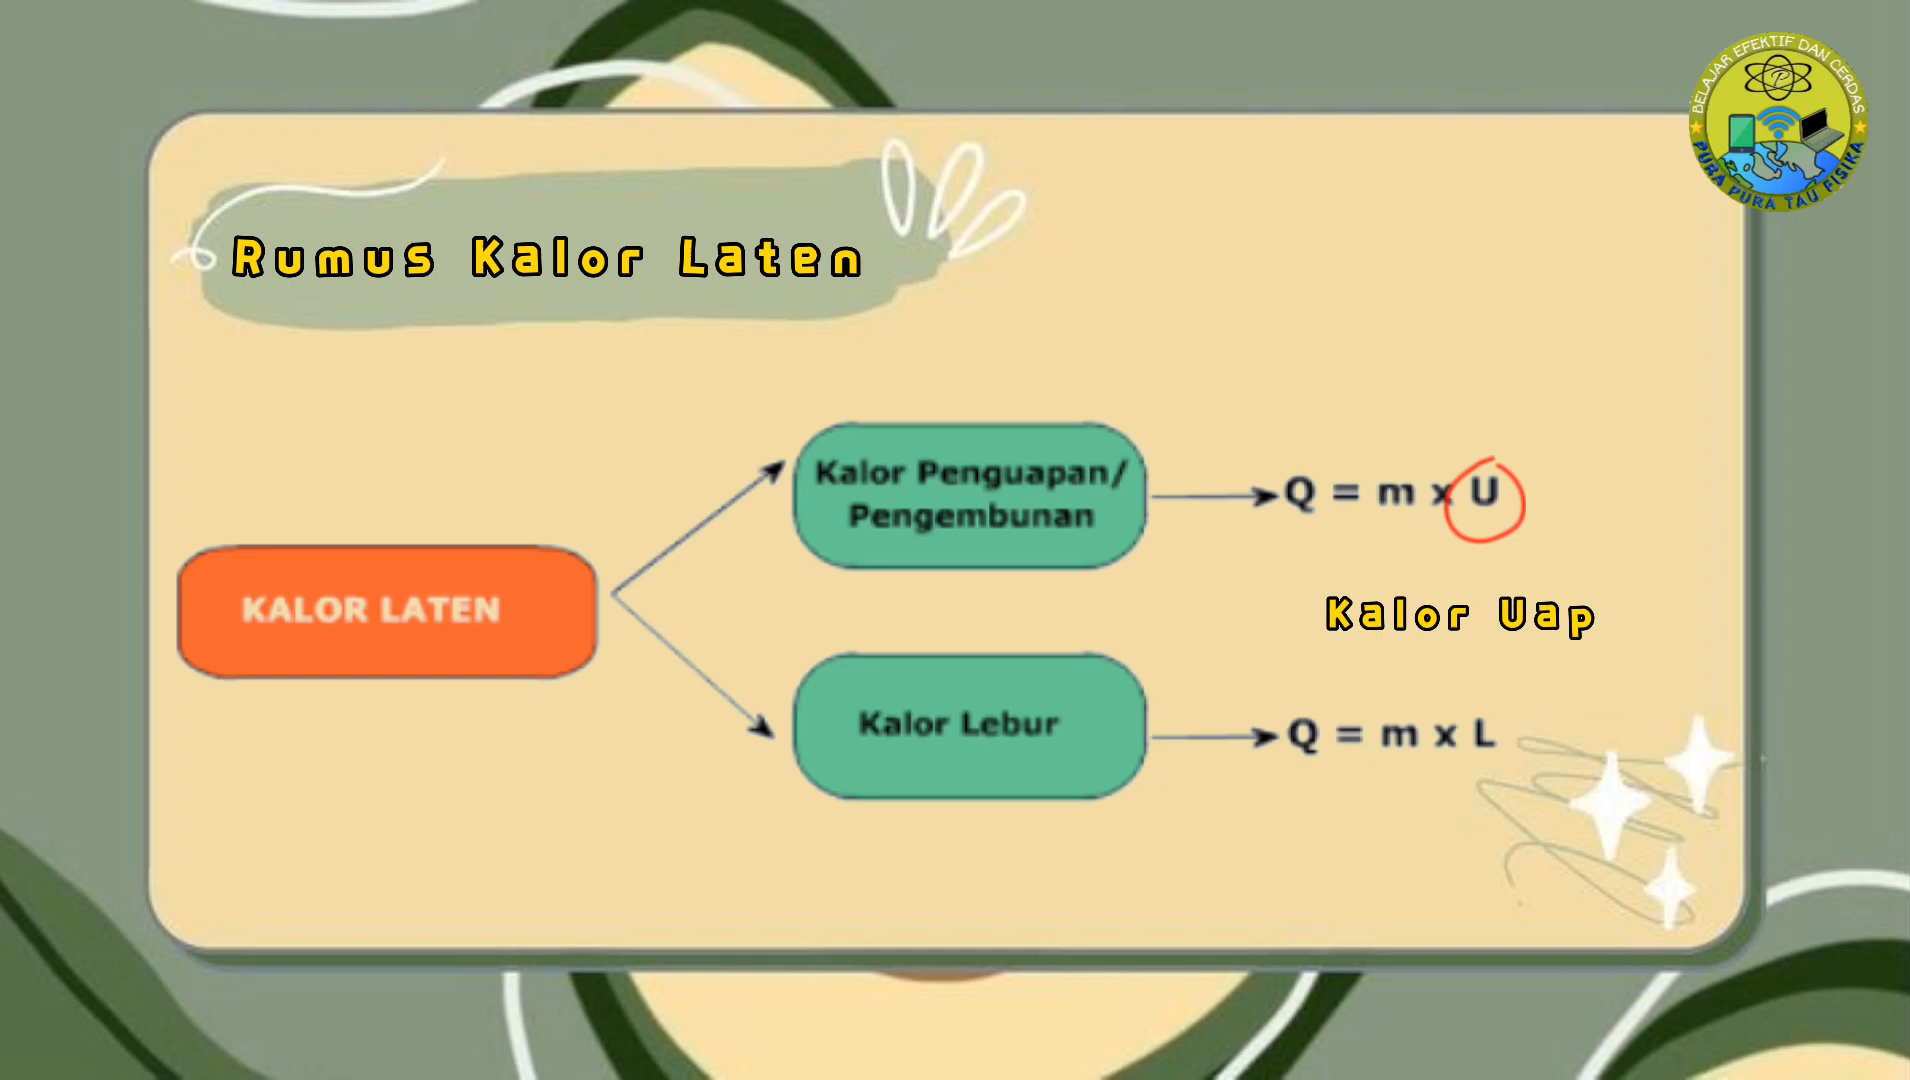 BELAJAR EFEKTIF DAN CERDAS
P
PURA PURA TAU FISIKA
Rumus Kalor Laten
Kalor Penguapan/
Pengembunan
Q = m x U
KALOR LATEN
Kalor Uap
Kalor Lebur
Q = m x L